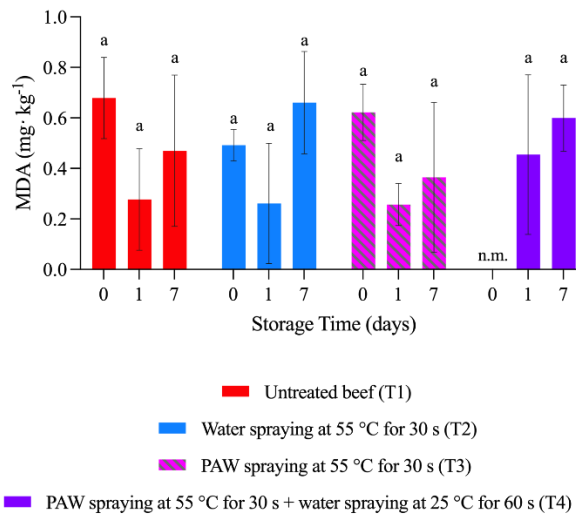 MDA (mg· kg⁻¹)
1.0
0.8
0.6
0.4
0.2
0.0
a a a a a a a a a n.m. a a
0 1 7 0 1 7 0 1 7 0 1 7
Storage Time (days)
Untreated beef (T1)
Water spraying at 55 °C for 30 s (T2)
PAW spraying at 55 °C for 30 s (T3)
PAW spraying at 55 °C for 30 s + water spraying at 25 °C for 60 s (T4)